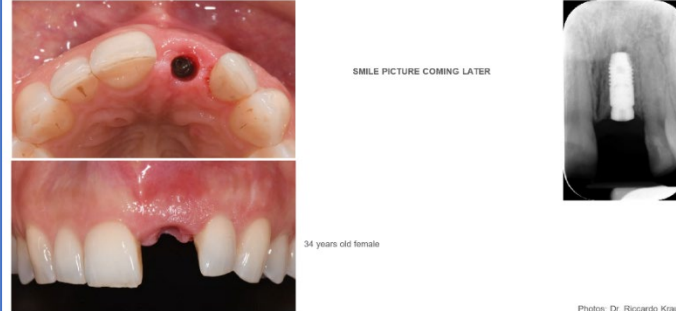 SMILE PICTURE COMING LATER
34 years old female
Photos: Dr. Riccardo